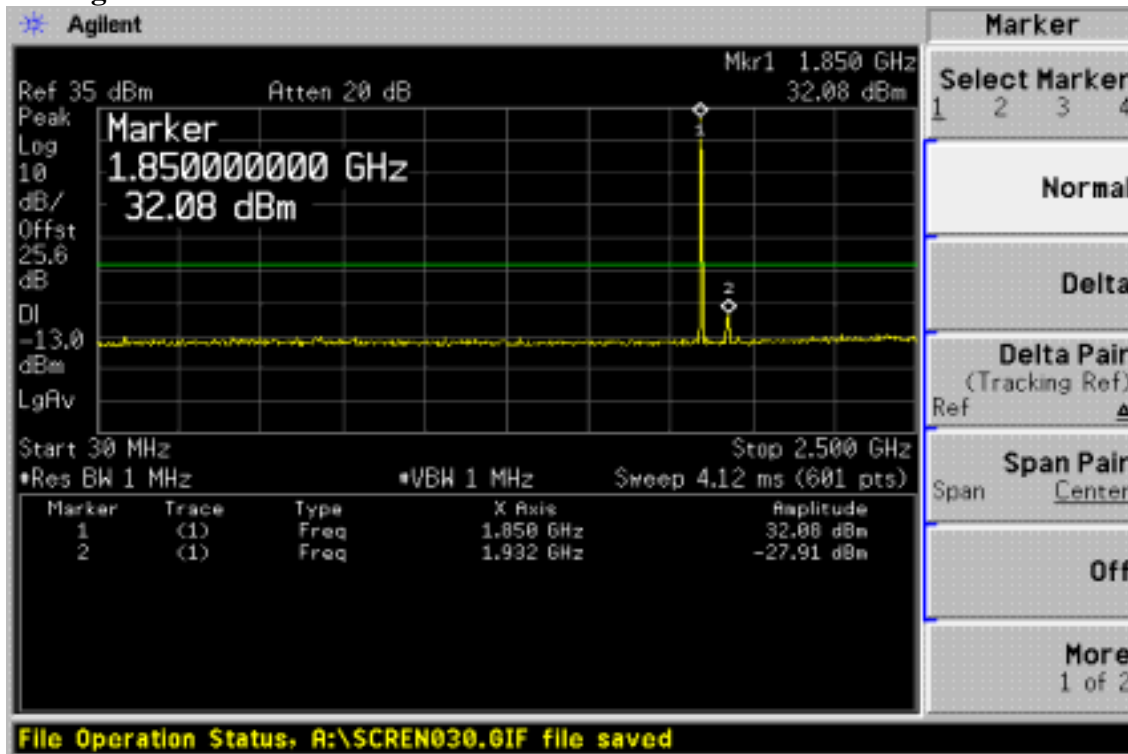 Agilent
Marker
Mkr1 1.850 GHz
Ref 35 dBm Atten 20 dB 32.08 dBm
Peak
Log
10
dB/
Offst
25.6
dB
DI
-13.0
dBm
LgAv
Marker
1.850000000 GHz
32.08 dBm
1
2
Start 30 MHz Stop 2.500 GHz
•Res BW 1 MHz •VBW 1 MHz Sweep 4.12 ms (601 pts)
Marker Trace Type X Axis Amplitude
1 (1) Freq 1.850 GHz 32.08 dBm
2 (1) Freq 1.932 GHz -27.91 dBm
Select Marker
1 2 3 4
Normal
Delta
Delta Pair
(Tracking Ref)
Ref Δ
Span Pair
Span Center
Off
More
1 of 2
File Operation Status, A:\SCREN030.GIF file saved